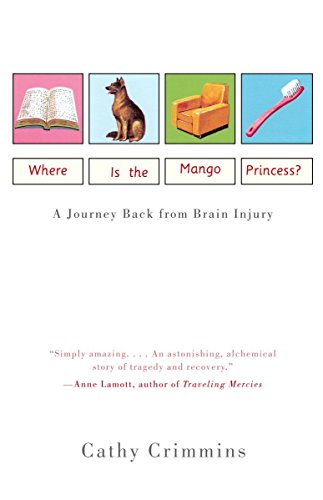 Where Is the Mango Princess?
A Journey Back from Brain Injury
“Simply amazing. . . . An astonishing, alchemical
story of tragedy and recovery.”
—Anne Lamott, author of Traveling Mercies
Cathy Crimmins